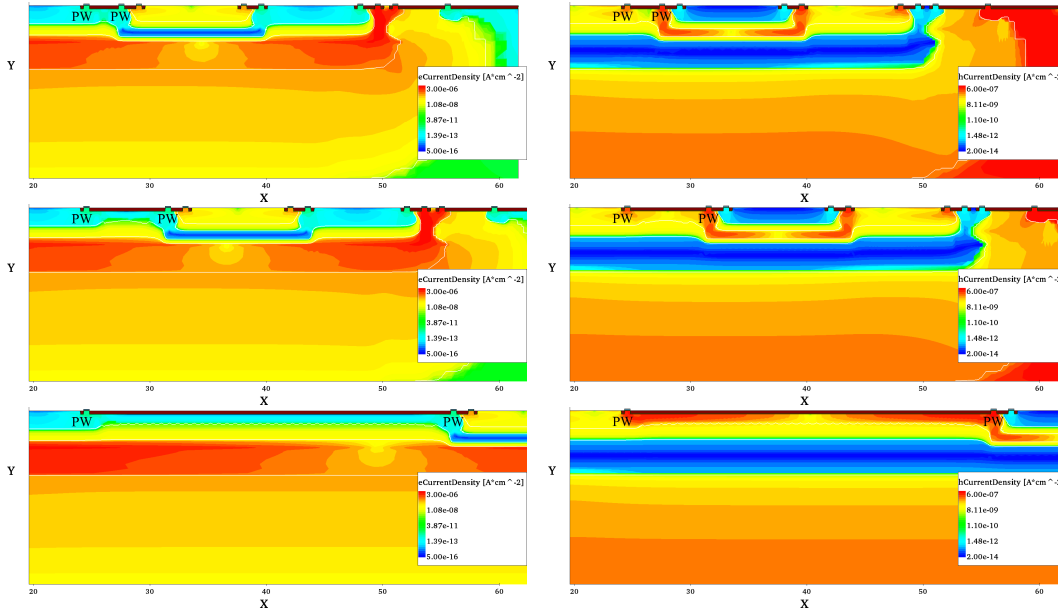 PW PW
PW PW
Y
Y
eCurrentDensity [A*cm^-2]
3.00e-06
1.08e-08
3.87e-11
1.39e-13
5.00e-16
hCurrentDensity [A*cm^-2
6.00e-07
8.11e-09
1.10e-10
1.48e-12
2.00e-14
20 30 40 50 60
X
20 30 40 50 60
X
PW PW
PW PW
Y
Y
eCurrentDensity [A*cm^-2]
3.00e-06
1.08e-08
3.87e-11
1.39e-13
5.00e-16
hCurrentDensity [A*cm^-2
6.00e-07
8.11e-09
1.10e-10
1.48e-12
2.00e-14
20 30 40 50 60
X
20 30 40 50 60
X
PW PW
PW PW
Y
Y
eCurrentDensity [A*cm^-2]
3.00e-06
1.08e-08
3.87e-11
1.39e-13
5.00e-16
hCurrentDensity [A*cm^-2
6.00e-07
8.11e-09
1.10e-10
1.48e-12
2.00e-14
20 30 40 50 60
X
20 30 40 50 60
X